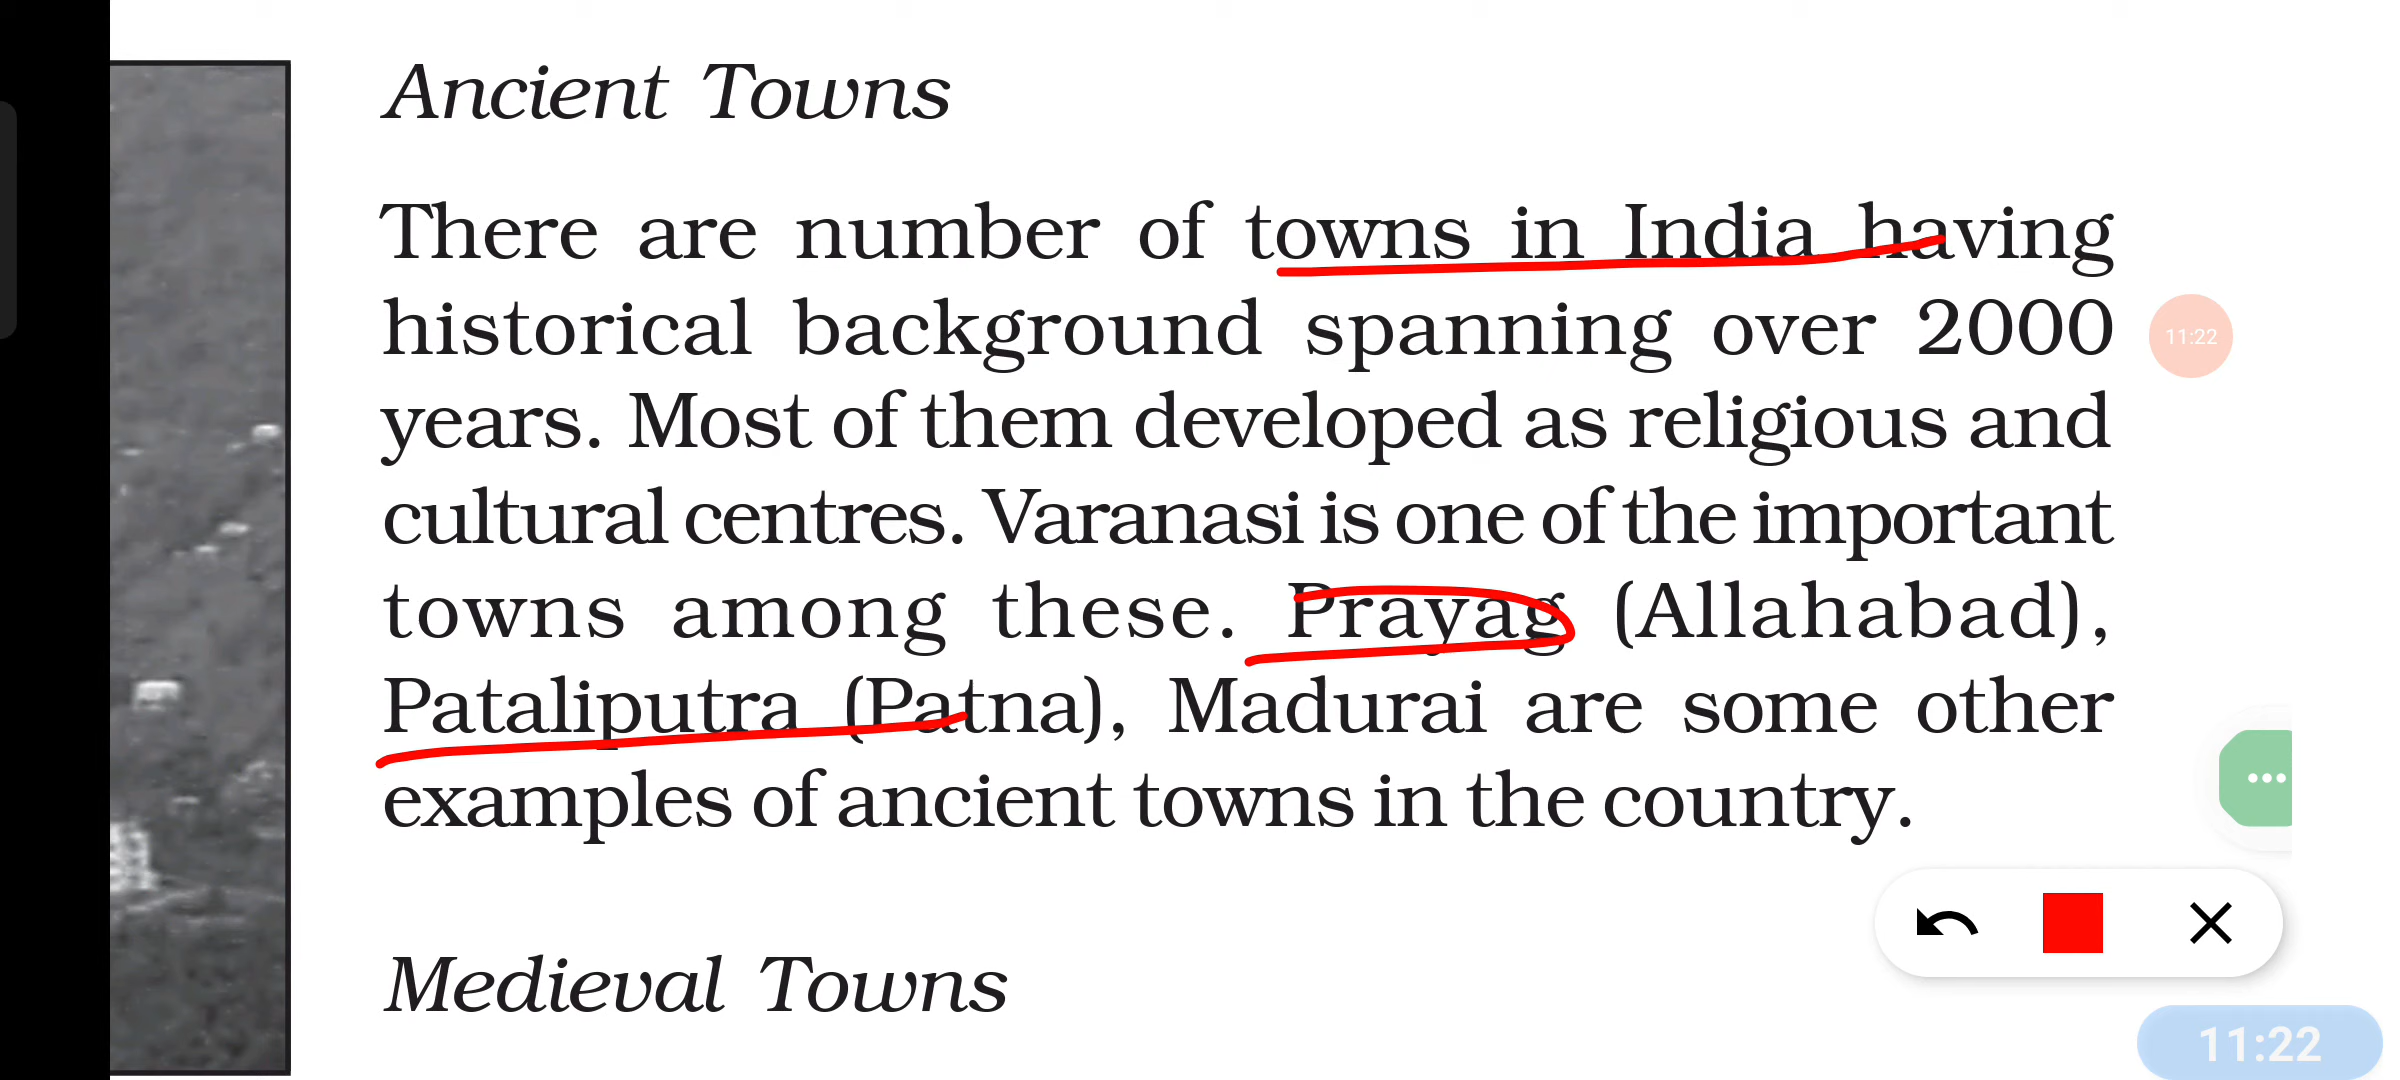 Ancient Towns
There are number of towns in India having
historical background spanning over 2000
years. Most of them developed as religious and
cultural centres. Varanasi is one of the important
towns among these. Prayag (Allahabad),
Pataliputra (Patna), Madurai are some other
examples of ancient towns in the country.
Medieval Towns
11:22
11:22